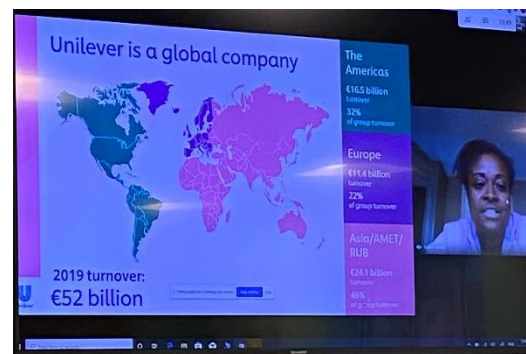 Unilever is a global company
2019 turnover:
€52 billion
The
Americas
€16.5 billion
turnover
32%
of group turnover
Europe
€11.4 billion
turnover
22%
of group turnover
Asia/AMET/
RUB
€24.1 billion
turnover
46%
of group turnover